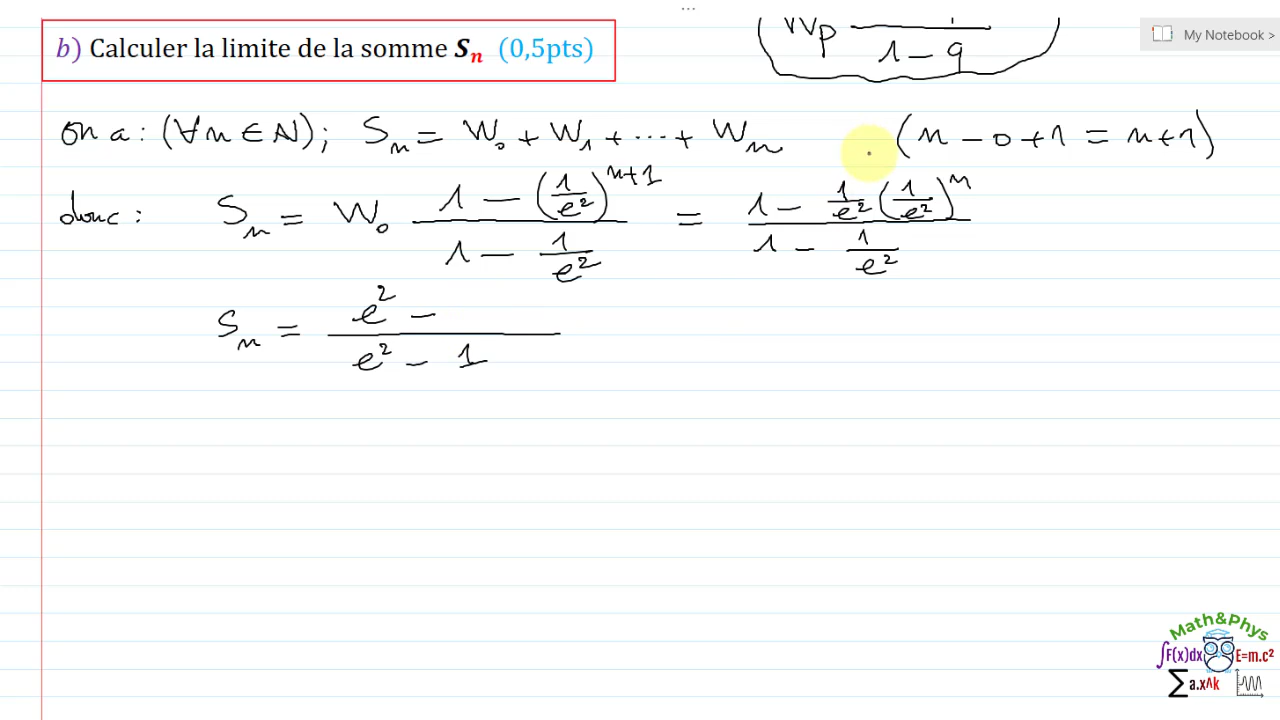 ...
b) Calculer la limite de la somme Sₙ (0,5pts)
Wp
1 - q
My Notebook >
on a : (∀n ∈ ℕ); Sₙ = W₀ + W₁ + ... + Wₙ (n - 0 + 1 = n + 1)
donc : Sₙ = W₀ (1 - (1/e²)ⁿ⁺¹)/(1 - 1/e²) = (1 - 1/e² (1/e²)ⁿ)/(1 - 1/e²)
Sₙ = (e² - )/(e² - 1)
Math&Phys
∫F(x)dx E=m.c²
∑a.x^k